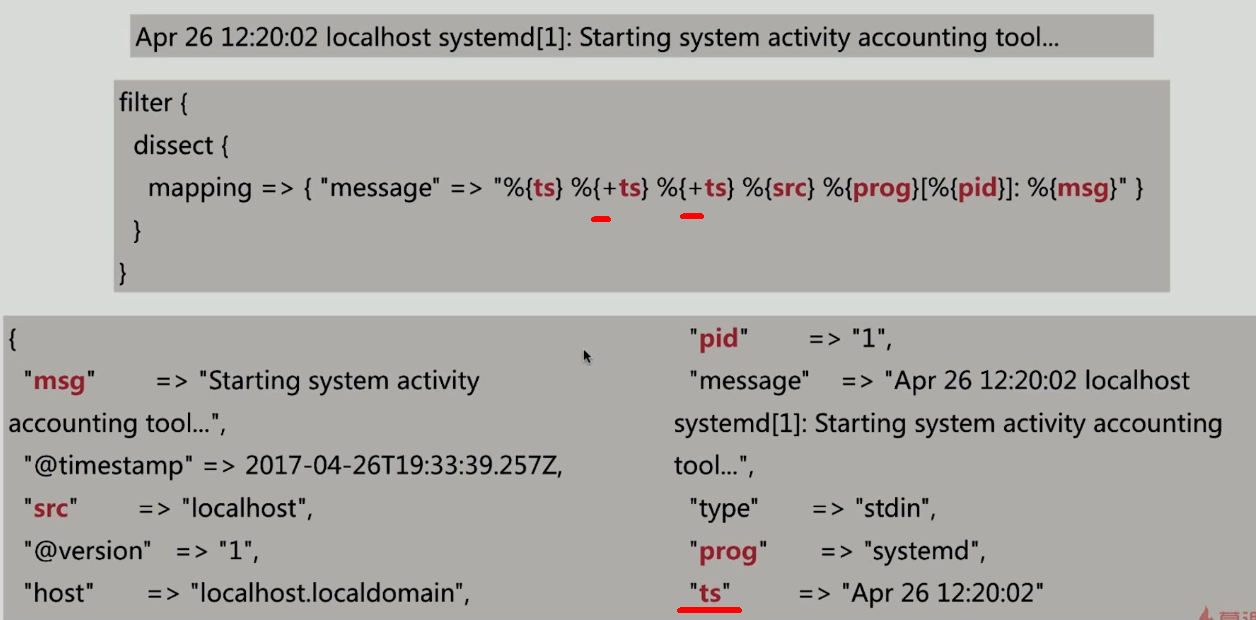 Apr 26 12:20:02 localhost systemd[1]: Starting system activity accounting tool...
filter {
dissect {
mapping => { "message" => "%{ts} %{+ts} %{+ts} %{src} %{prog}[%{pid}]: %{msg}" }
}
}
{
"msg" => "Starting system activity
accounting tool...",
"@timestamp" => 2017-04-26T19:33:39.257Z,
"src" => "localhost",
"@version" => "1",
"host" => "localhost.localdomain",
"pid" => "1",
"message" => "Apr 26 12:20:02 localhost
systemd[1]: Starting system activity accounting
tool...",
"type" => "stdin",
"prog" => "systemd",
"ts" => "Apr 26 12:20:02"